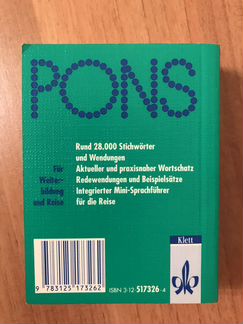 PONS
Rund 28.000 Stichwörter
und Wendungen
Für
Weiter-
bildung
und Reise
Aktueller und praxisnaher Wortschatz
Redewendungen und Beispielsätze
Integrierter Mini-Sprachführer
für die Reise
9 783125 173262
ISBN 3-12-517326-4
Klett